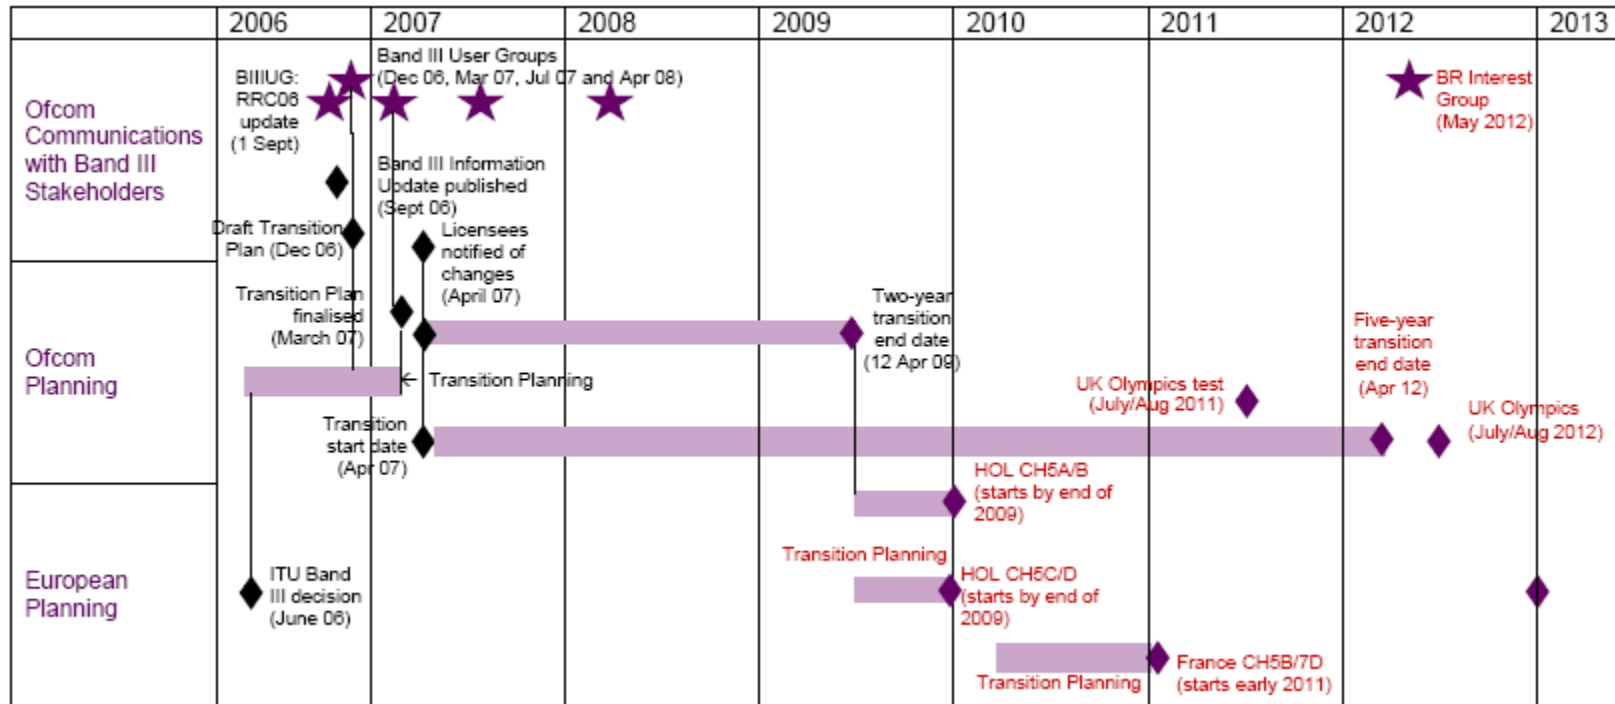 2006 2007 2008 2009 2010 2011 2012 2013
Ofcom
Communications
with Band III
Stakeholders
BIIIUG:
RRC06
update
(1 Sept)
Band III User Groups
(Dec 06, Mar 07, Jul 07 and Apr 08)
BR Interest
Group
(May 2012)
Band III Information
Update published
(Sept 06)
Draft Transition
Plan (Dec 06)
Licensees
notified of
changes
(April 07)
Ofcom
Planning
Transition Plan
finalised
(March 07)
Two-year
transition
end date
(12 Apr 09)
Five-year
transition
end date
(Apr 12)
Transition Planning
UK Olympics test
(July/Aug 2011)
UK Olympics
(July/Aug 2012)
Transition
start date
(Apr 07)
European
Planning
HOL CH5A/B
(starts by end of
2009)
Transition Planning
HOL CH5C/D
(starts by end of
2009)
ITU Band
III decision
(June 06)
Transition Planning
France CH5B/7D
(starts early 2011)